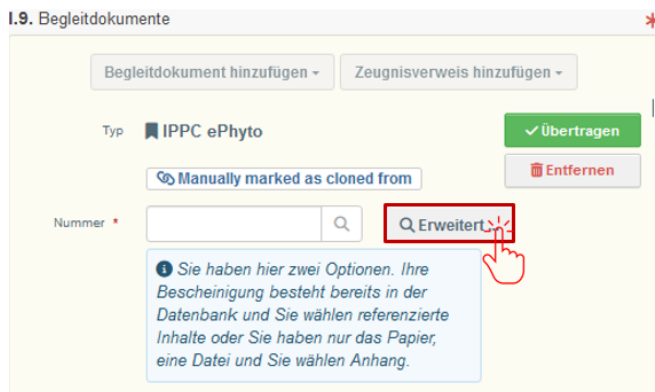 I.9. Begleitdokumente *
Begleitdokument hinzufügen Zeugnisverweis hinzufügen
Typ IPPC ePhyto Übertragen
Manually marked as cloned from Entfernen
Nummer * Erweitert...
Sie haben hier zwei Optionen. Ihre
Bescheinigung besteht bereits in der
Datenbank und Sie wählen referenzierte
Inhalte oder Sie haben nur das Papier,
eine Datei und Sie wählen Anhang.